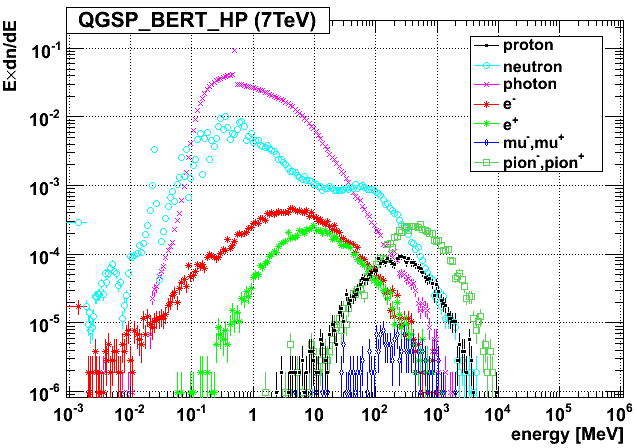 QGSP_BERT_HP (7TeV)
E×dn/dE
10⁻¹
10⁻²
10⁻³
10⁻⁴
10⁻⁵
10⁻⁶
proton
neutron
photon
e⁻
e⁺
mu⁻,mu⁺
pion⁻,pion⁺
10⁻³ 10⁻² 10⁻¹ 1 10 10² 10³ 10⁴ 10⁵ 10⁶
energy [MeV]